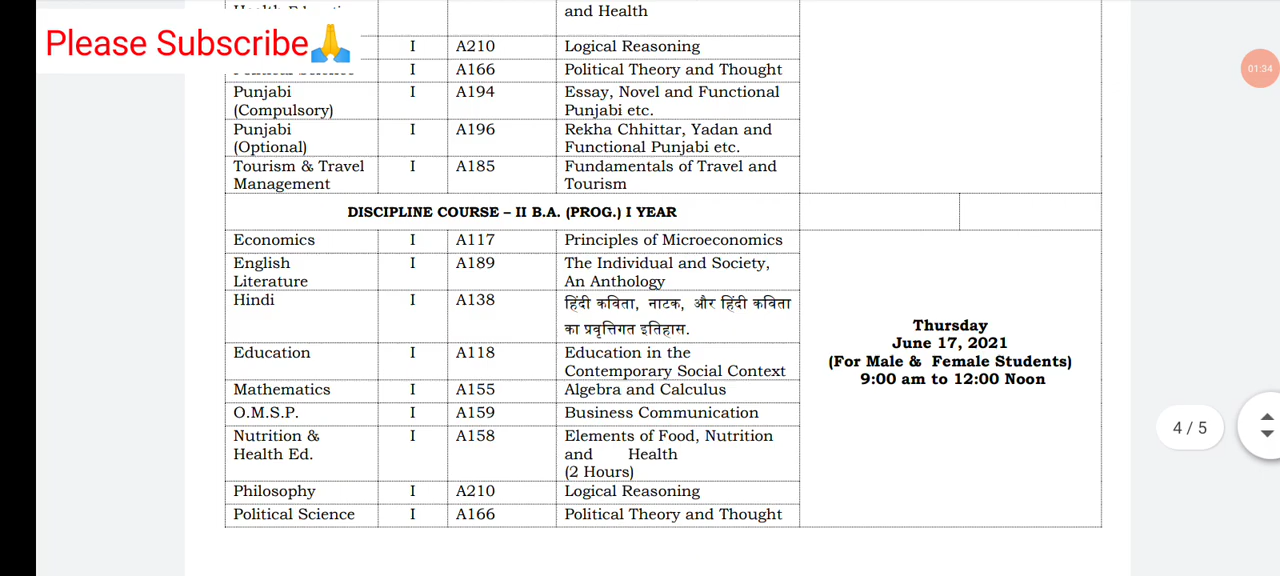 and Health
Please Subscribe🙏
I A210 Logical Reasoning
01:34
I A166 Political Theory and Thought
Punjabi I A194 Essay, Novel and Functional
(Compulsory) Punjabi etc.
Punjabi I A196 Rekha Chhittar, Yadan and
(Optional) Functional Punjabi etc.
Tourism & Travel I A185 Fundamentals of Travel and
Management Tourism
DISCIPLINE COURSE – II B.A. (PROG.) I YEAR
Economics I A117 Principles of Microeconomics
English I A189 The Individual and Society,
Literature An Anthology
Hindi I A138 हिंदी कविता, नाटक, और हिंदी कविता
का प्रवृत्तिगत इतिहास.
Education I A118 Education in the
Contemporary Social Context
Mathematics I A155 Algebra and Calculus
O.M.S.P. I A159 Business Communication
Nutrition & I A158 Elements of Food, Nutrition
Health Ed. and Health
(2 Hours)
Philosophy I A210 Logical Reasoning
Political Science I A166 Political Theory and Thought
Thursday
June 17, 2021
(For Male & Female Students)
9:00 am to 12:00 Noon
4 / 5